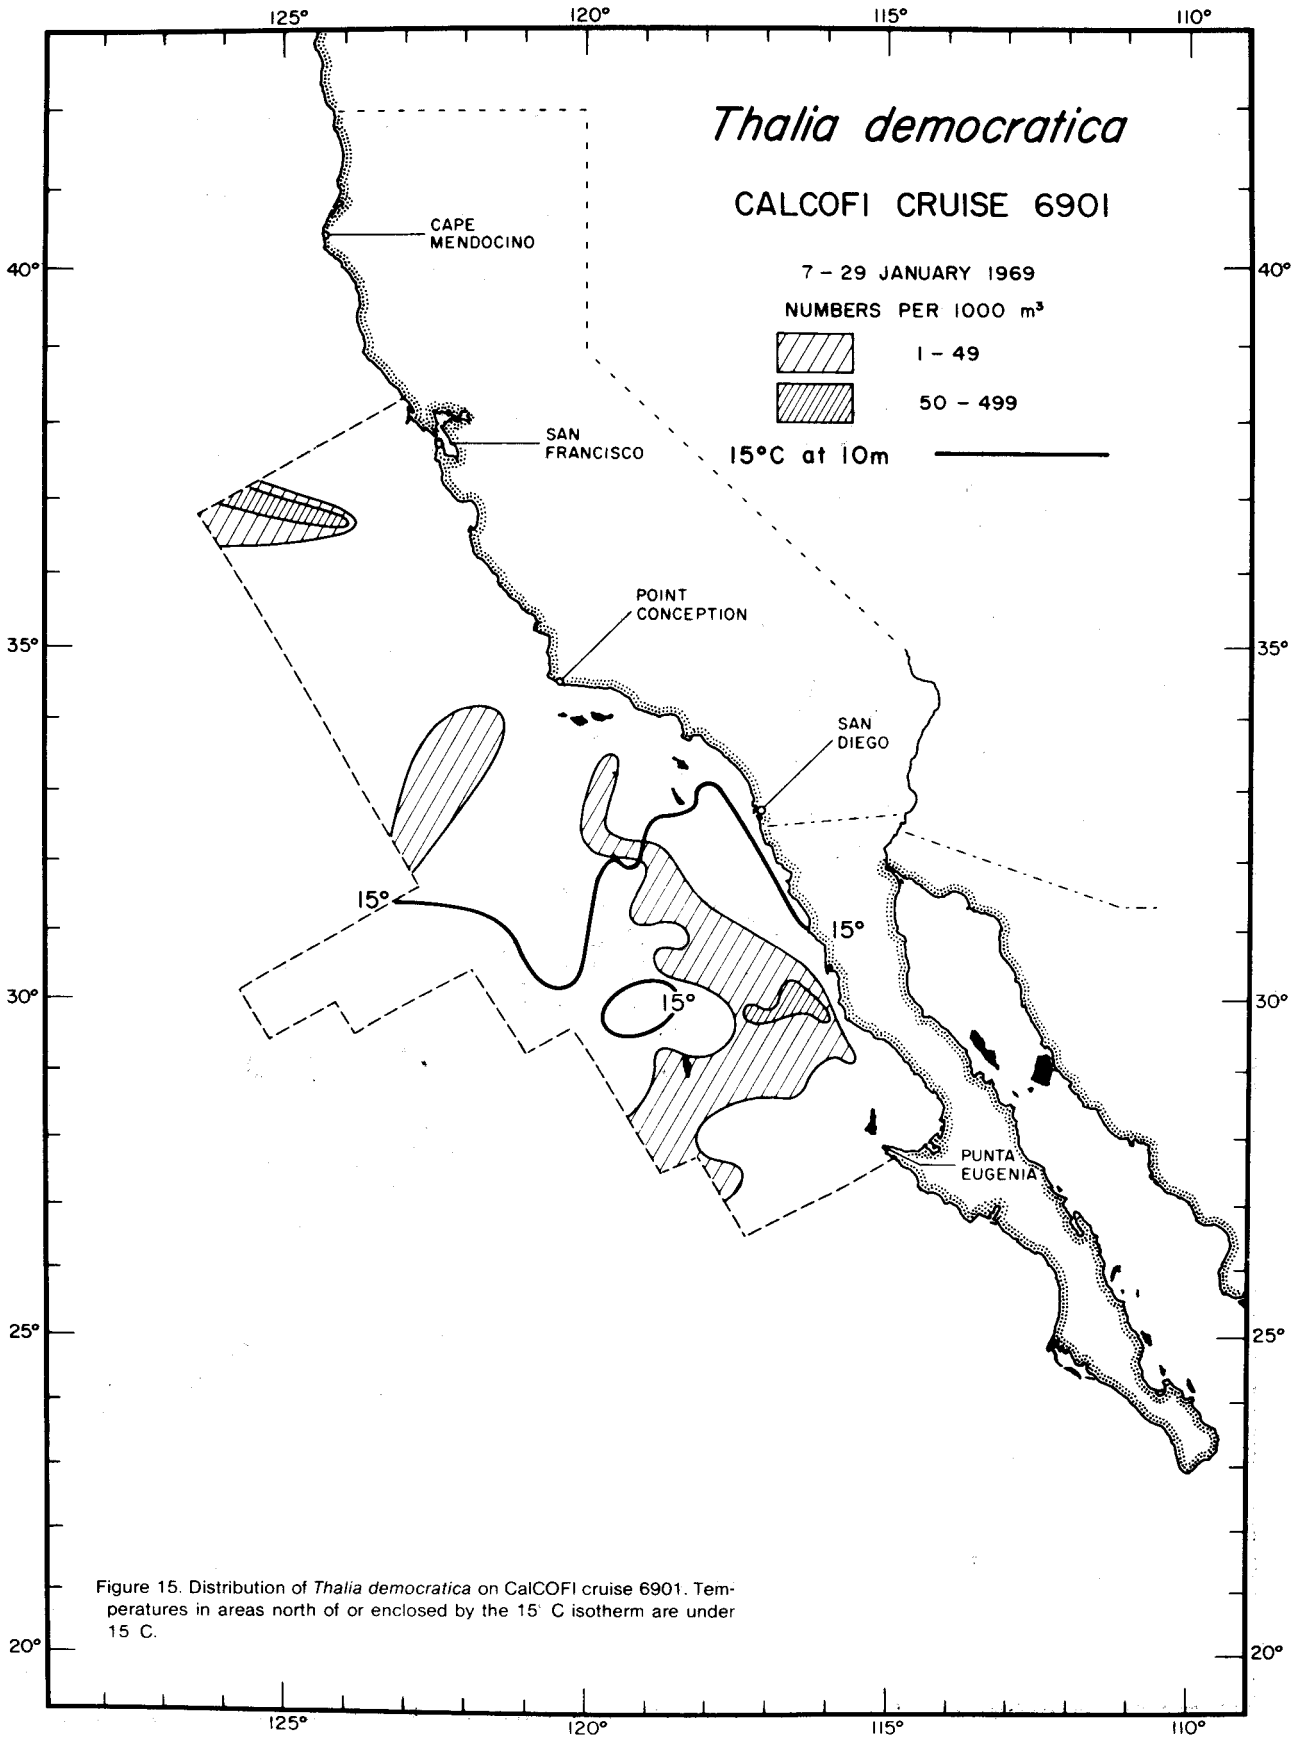 125°
120°
115°
110°
Thalia democratica
CALCOFI CRUISE 6901
7 – 29 JANUARY 1969
NUMBERS PER 1000 m³
1 – 49
50 – 499
15°C at 10m
CAPE
MENDOCINO
40°
40°
SAN
FRANCISCO
POINT
CONCEPTION
35°
35°
SAN
DIEGO
15°
15°
15°
30°
30°
PUNTA
EUGENIA
25°
25°
Figure 15. Distribution of Thalia democratica on CalCOFI cruise 6901. Tem-
peratures in areas north of or enclosed by the 15° C isotherm are under
15 C.
20°
20°
125°
120°
115°
110°